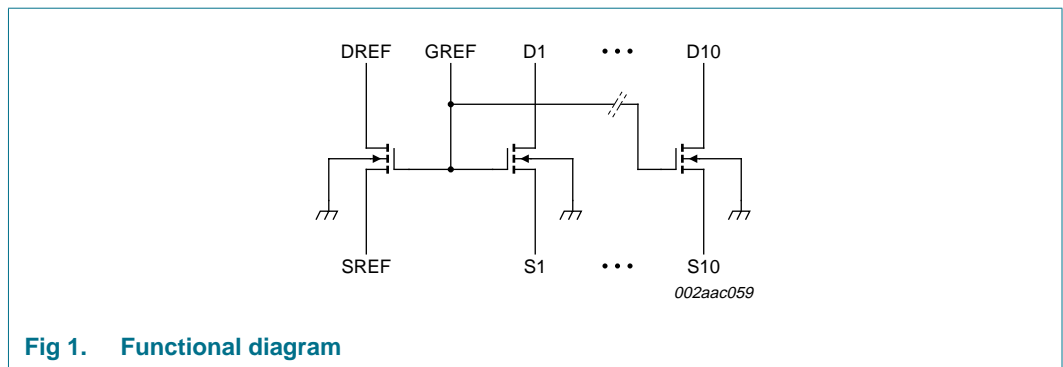 DREF GREF D1 ••• D10
SREF S1 ••• S10
002aac059
Fig 1. Functional diagram